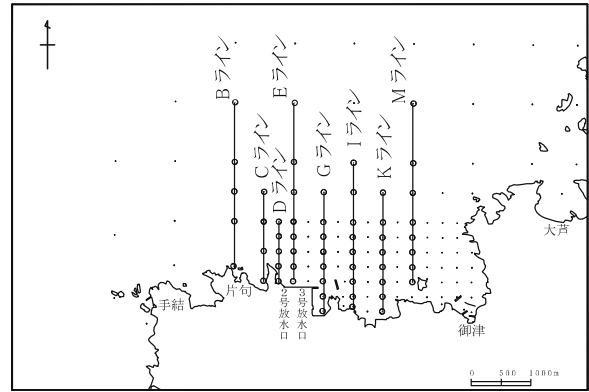 Bライン
Cライン
Dライン
Eライン
Gライン
Iライン
Kライン
Mライン
大芦
片句
手結
2号放水口
3号放水口
御津
0 500 1000m